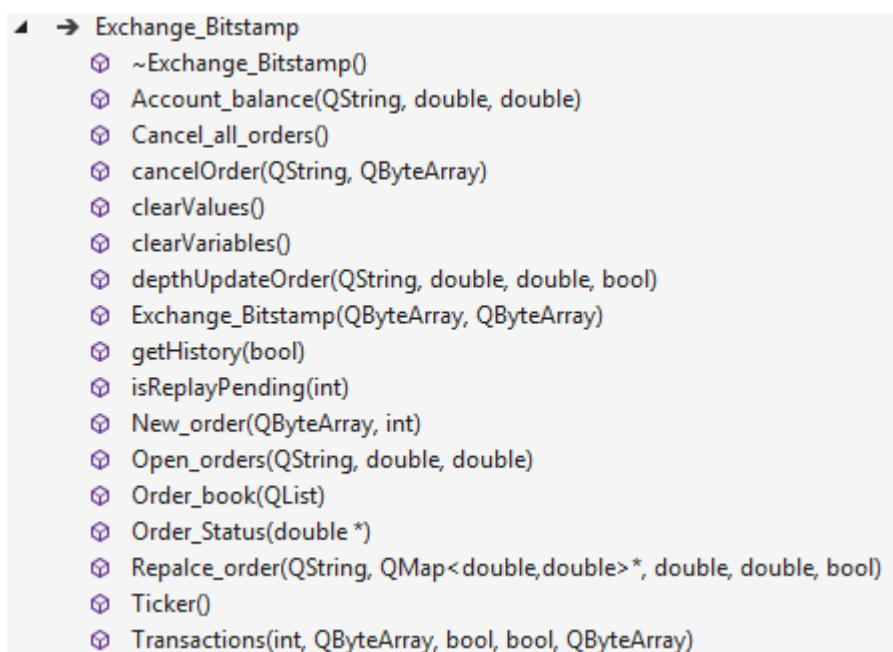 Exchange_Bitstamp
~Exchange_Bitstamp()
Account_balance(QString, double, double)
Cancel_all_orders()
cancelOrder(QString, QByteArray)
clearValues()
clearVariables()
depthUpdateOrder(QString, double, double, bool)
Exchange_Bitstamp(QByteArray, QByteArray)
getHistory(bool)
isReplayPending(int)
New_order(QByteArray, int)
Open_orders(QString, double, double)
Order_book(QList)
Order_Status(double *)
Repalce_order(QString, QMap<double,double>*, double, double, bool)
Ticker()
Transactions(int, QByteArray, bool, bool, QByteArray)